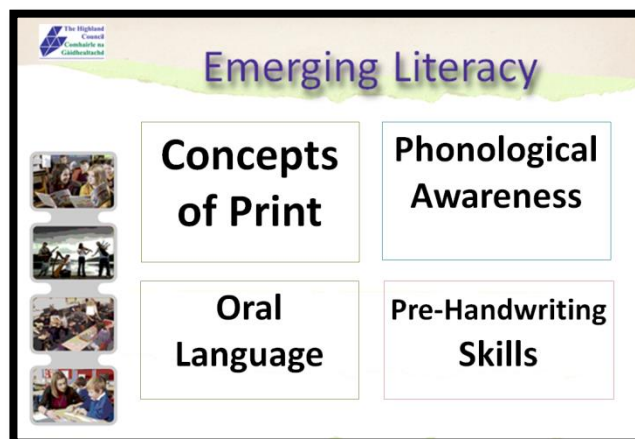 The Highland
Council
Comhairle na
Gàidhealtachd
Emerging Literacy
Concepts
of Print
Phonological
Awareness
Oral
Language
Pre-Handwriting
Skills